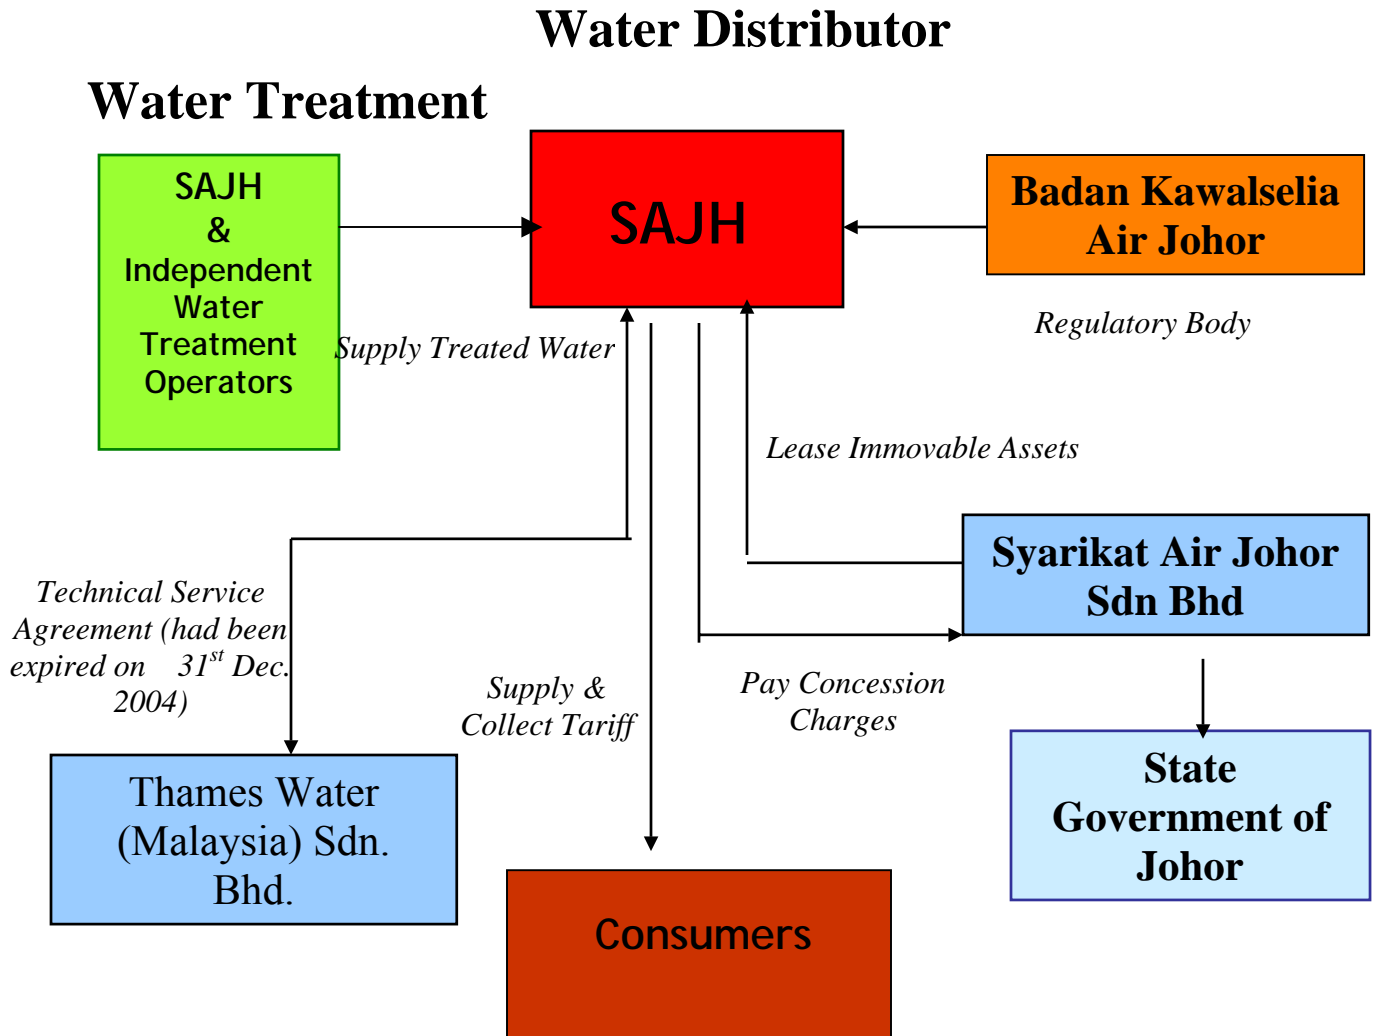 Water Distributor
Water Treatment
SAJH
&
Independent
Water
Treatment
Operators
SAJH
Badan Kawalselia
Air Johor
Supply Treated Water
Regulatory Body
Lease Immovable Assets
Syarikat Air Johor
Sdn Bhd
Technical Service
Agreement (had been
expired on 31st Dec.
2004)
Supply &
Collect Tariff
Pay Concession
Charges
Thames Water
(Malaysia) Sdn.
Bhd.
State
Government of
Johor
Consumers